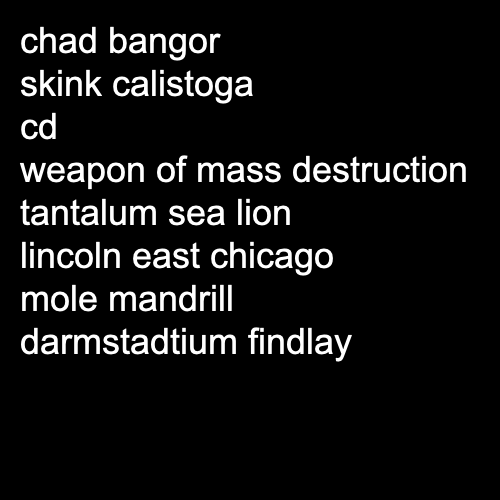 chad bangor
skink calistoga
cd
weapon of mass destruction
tantalum sea lion
lincoln east chicago
mole mandrill
darmstadtium findlay